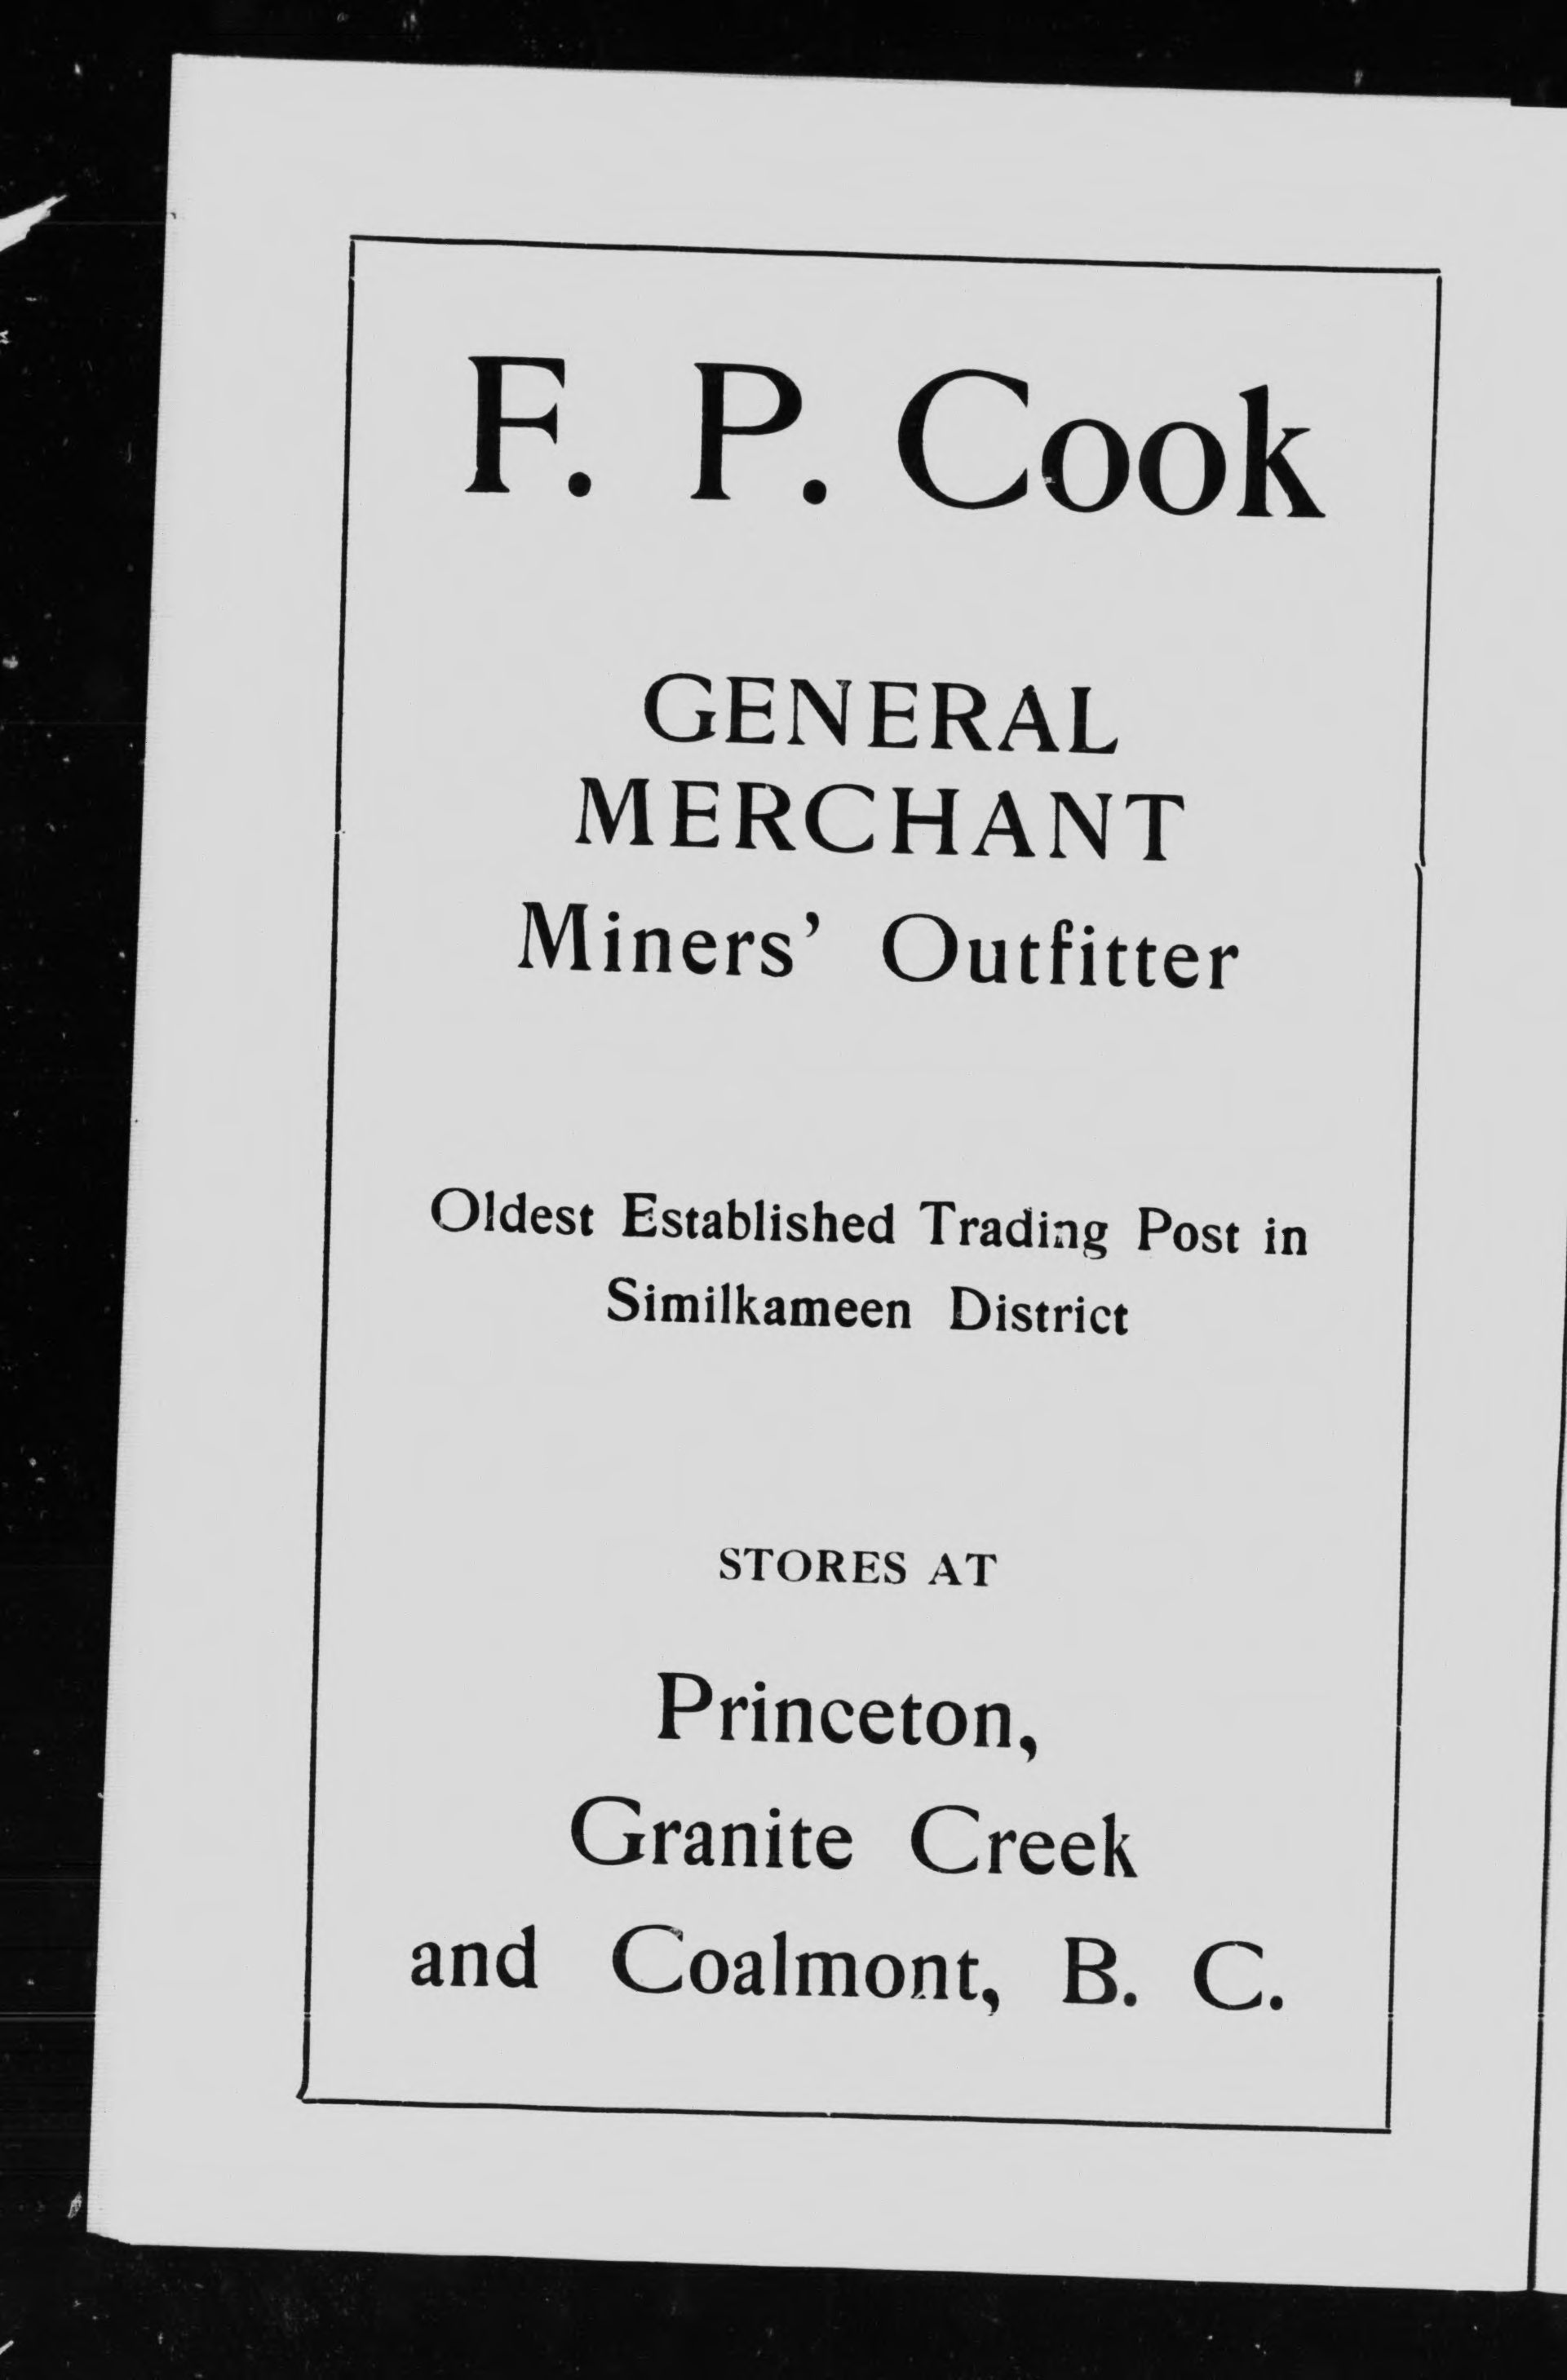 F. P. Cook
GENERAL
MERCHANT
Miners’ Outfitter
Oldest Established Trading Post in
Similkameen District
STORES AT
Princeton,
Granite Creek
and Coalmont, B. C.